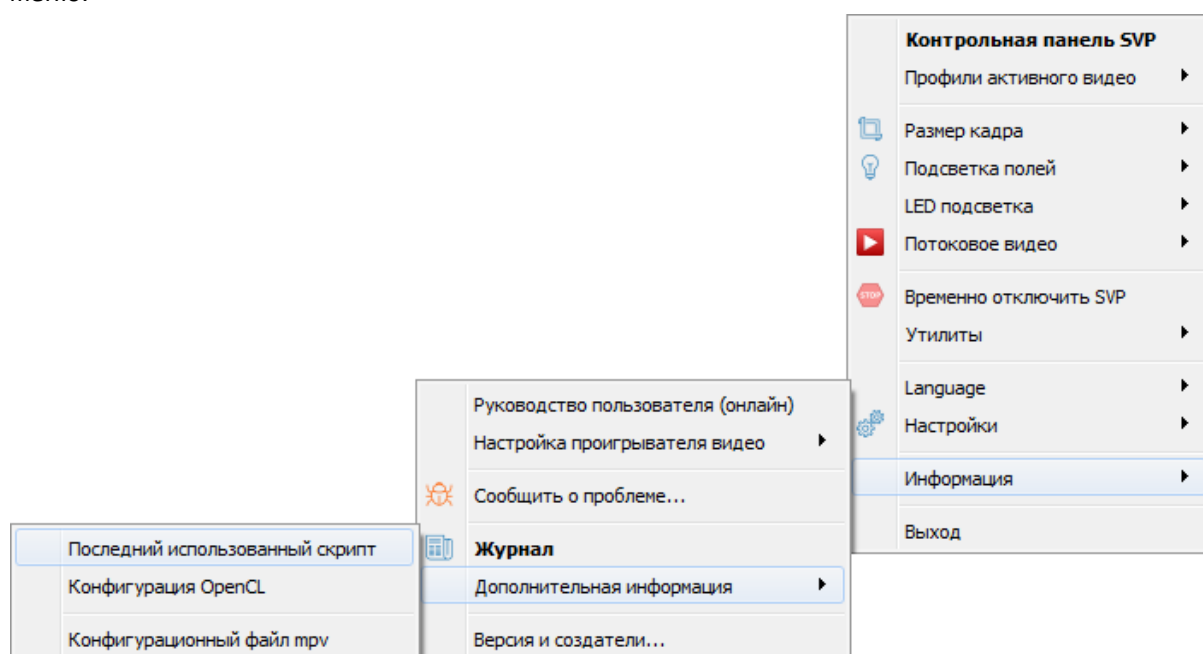 меню:
Контрольная панель SVP
Профили активного видео
Размер кадра
Подсветка полей
LED подсветка
Потоковое видео
STOP
Временно отключить SVP
Утилиты
Language
Настройки
Информация
Выход
Руководство пользователя (онлайн)
Настройка проигрывателя видео
Сообщить о проблеме...
Журнал
Дополнительная информация
Версия и создатели...
Последний использованный скрипт
Конфигурация OpenCL
Конфигурационный файл mpv